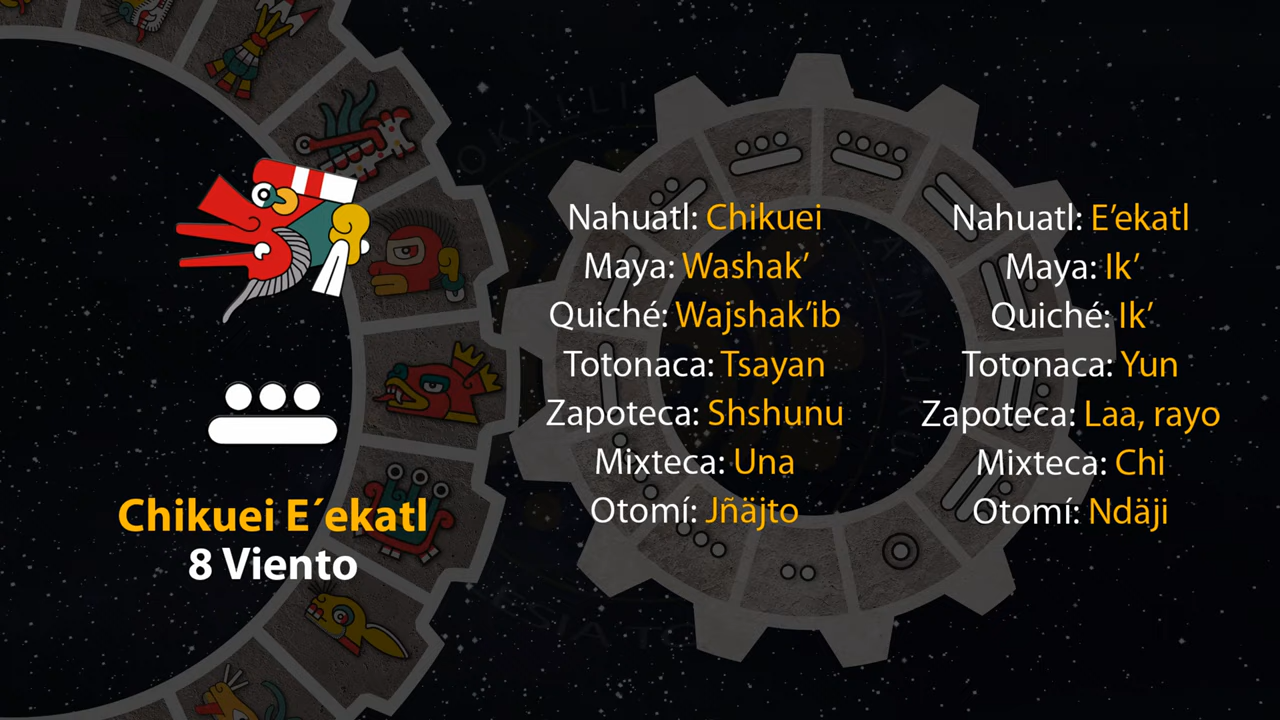 Nahuatl: Chikuei
Maya: Washak’
Quiché: Wajshak’ib
Totonaca: Tsayan
Zapoteca: Shshunu
Mixteca: Una
Otomí: Jñäjto
Nahuatl: E’ekatl
Maya: Ik’
Quiché: Ik’
Totonaca: Yun
Zapoteca: Laa, rayo
Mixteca: Chi
Otomí: Ndäji
Chikuei E´ekatl
8 Viento